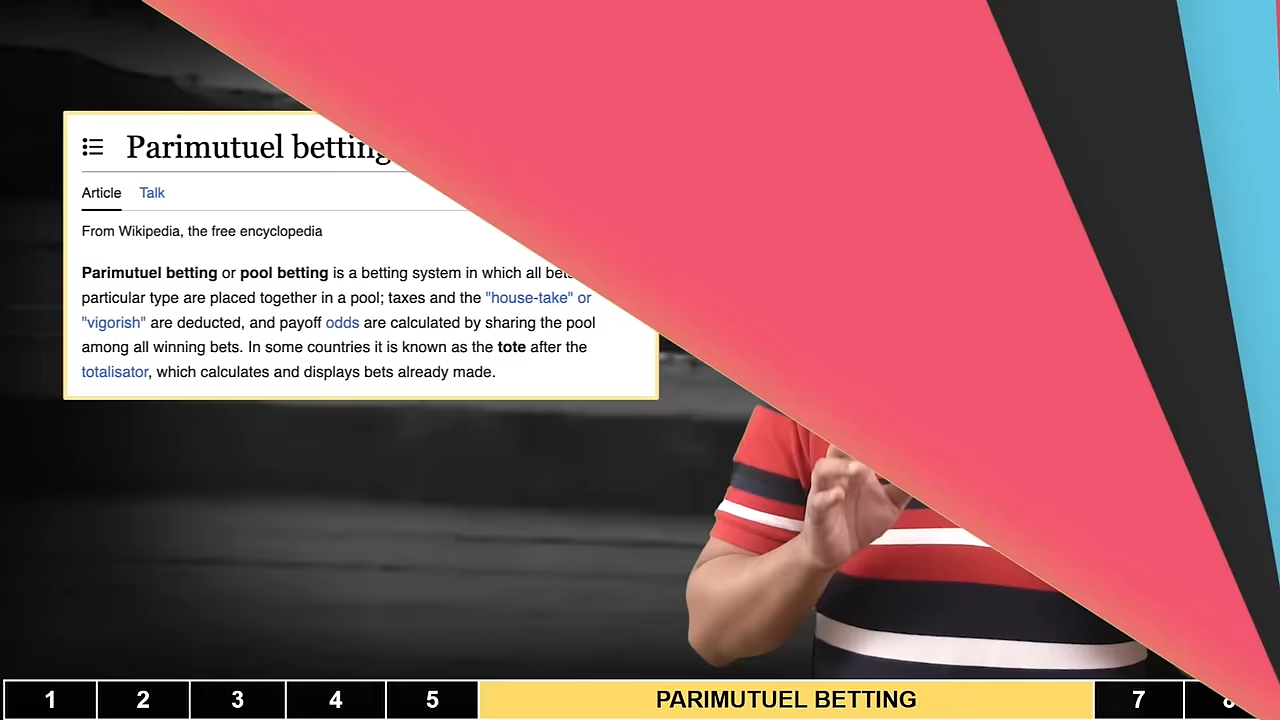 Parimutuel betting
Article Talk
From Wikipedia, the free encyclopedia
Parimutuel betting or pool betting is a betting system in which all
particular type are placed together in a pool; taxes and the "house-take" or
"vigorish" are deducted, and payoff odds are calculated by sharing the pool
among all winning bets. In some countries it is known as the tote after the
totalisator, which calculates and displays bets already made.
1 2 3 4 5 PARIMUTUEL BETTING 7